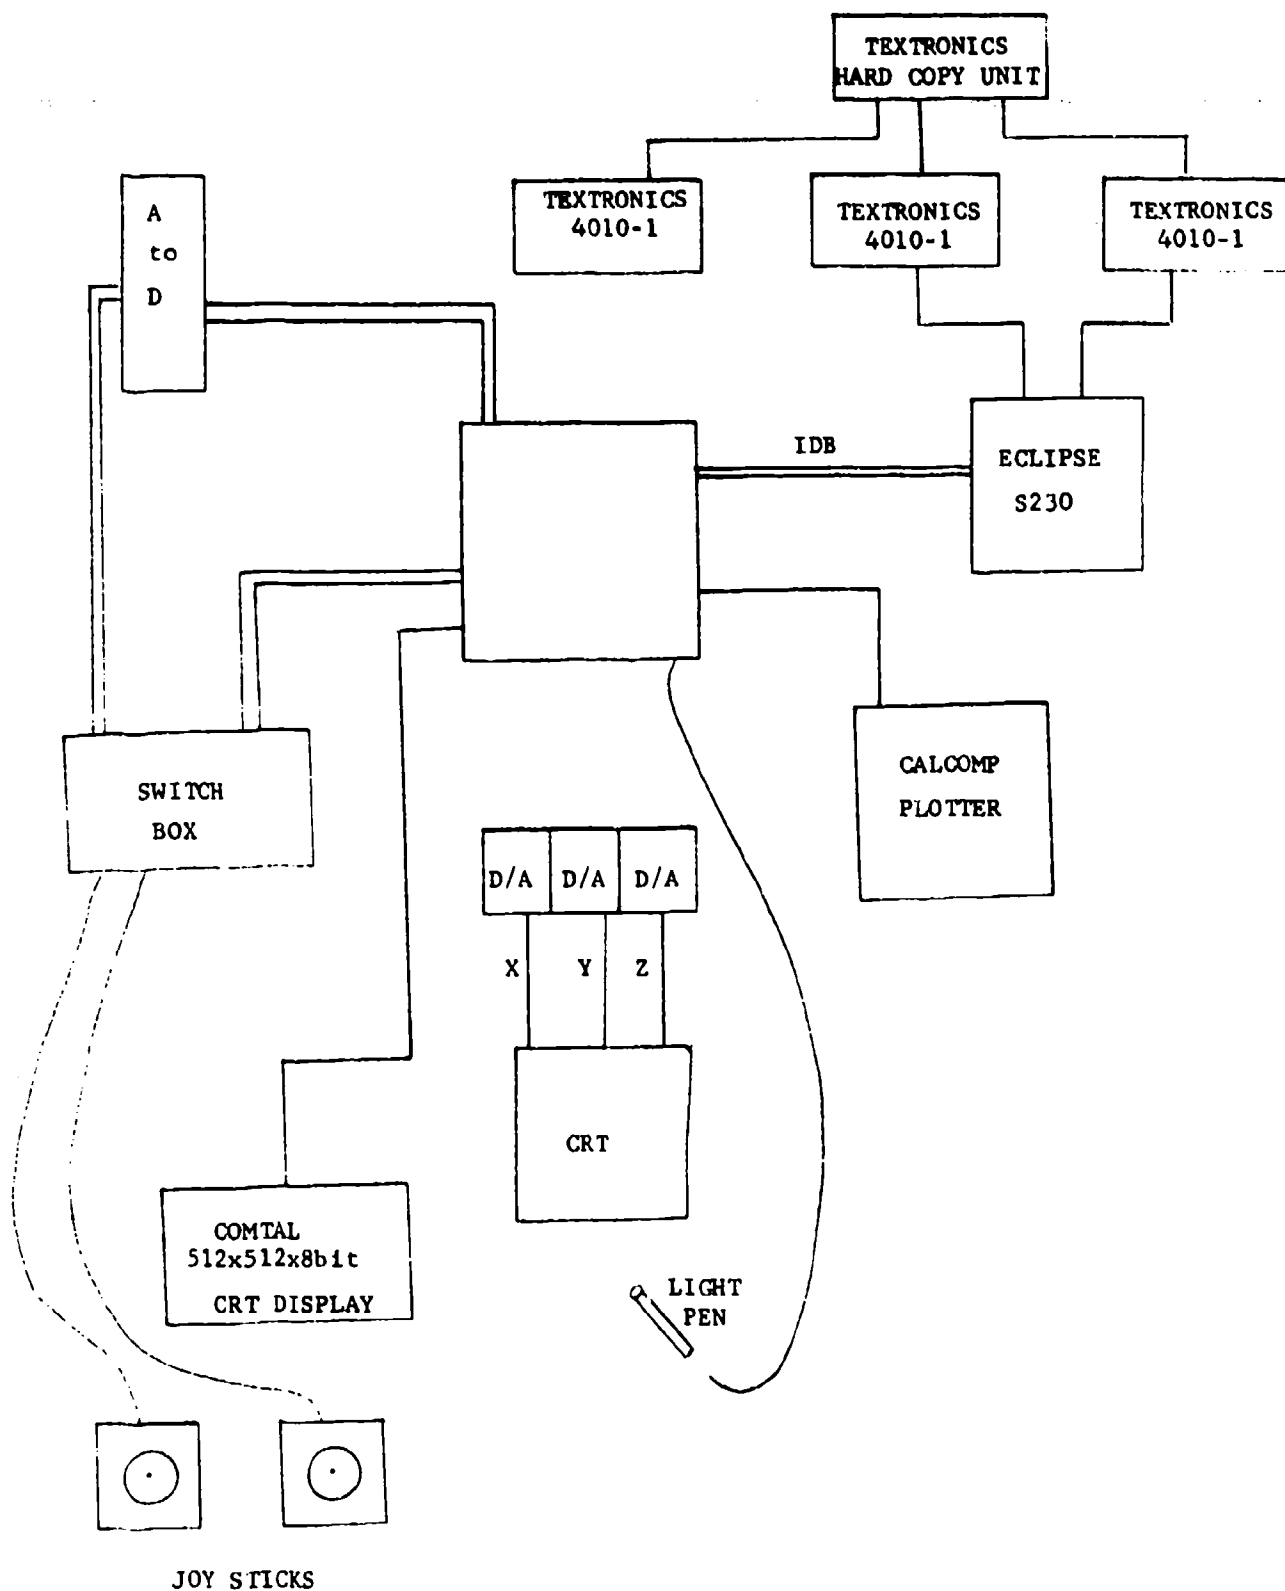 TEXTRONICS
HARD COPY UNIT
TEXTRONICS
4010-1
TEXTRONICS
4010-1
TEXTRONICS
4010-1
A
to
D
IDB
ECLIPSE
S230
SWITCH
BOX
CALCOMP
PLOTTER
D/A
D/A
D/A
X
Y
Z
CRT
COMTAL
512x512x8bit
CRT DISPLAY
LIGHT
PEN
JOY STICKS